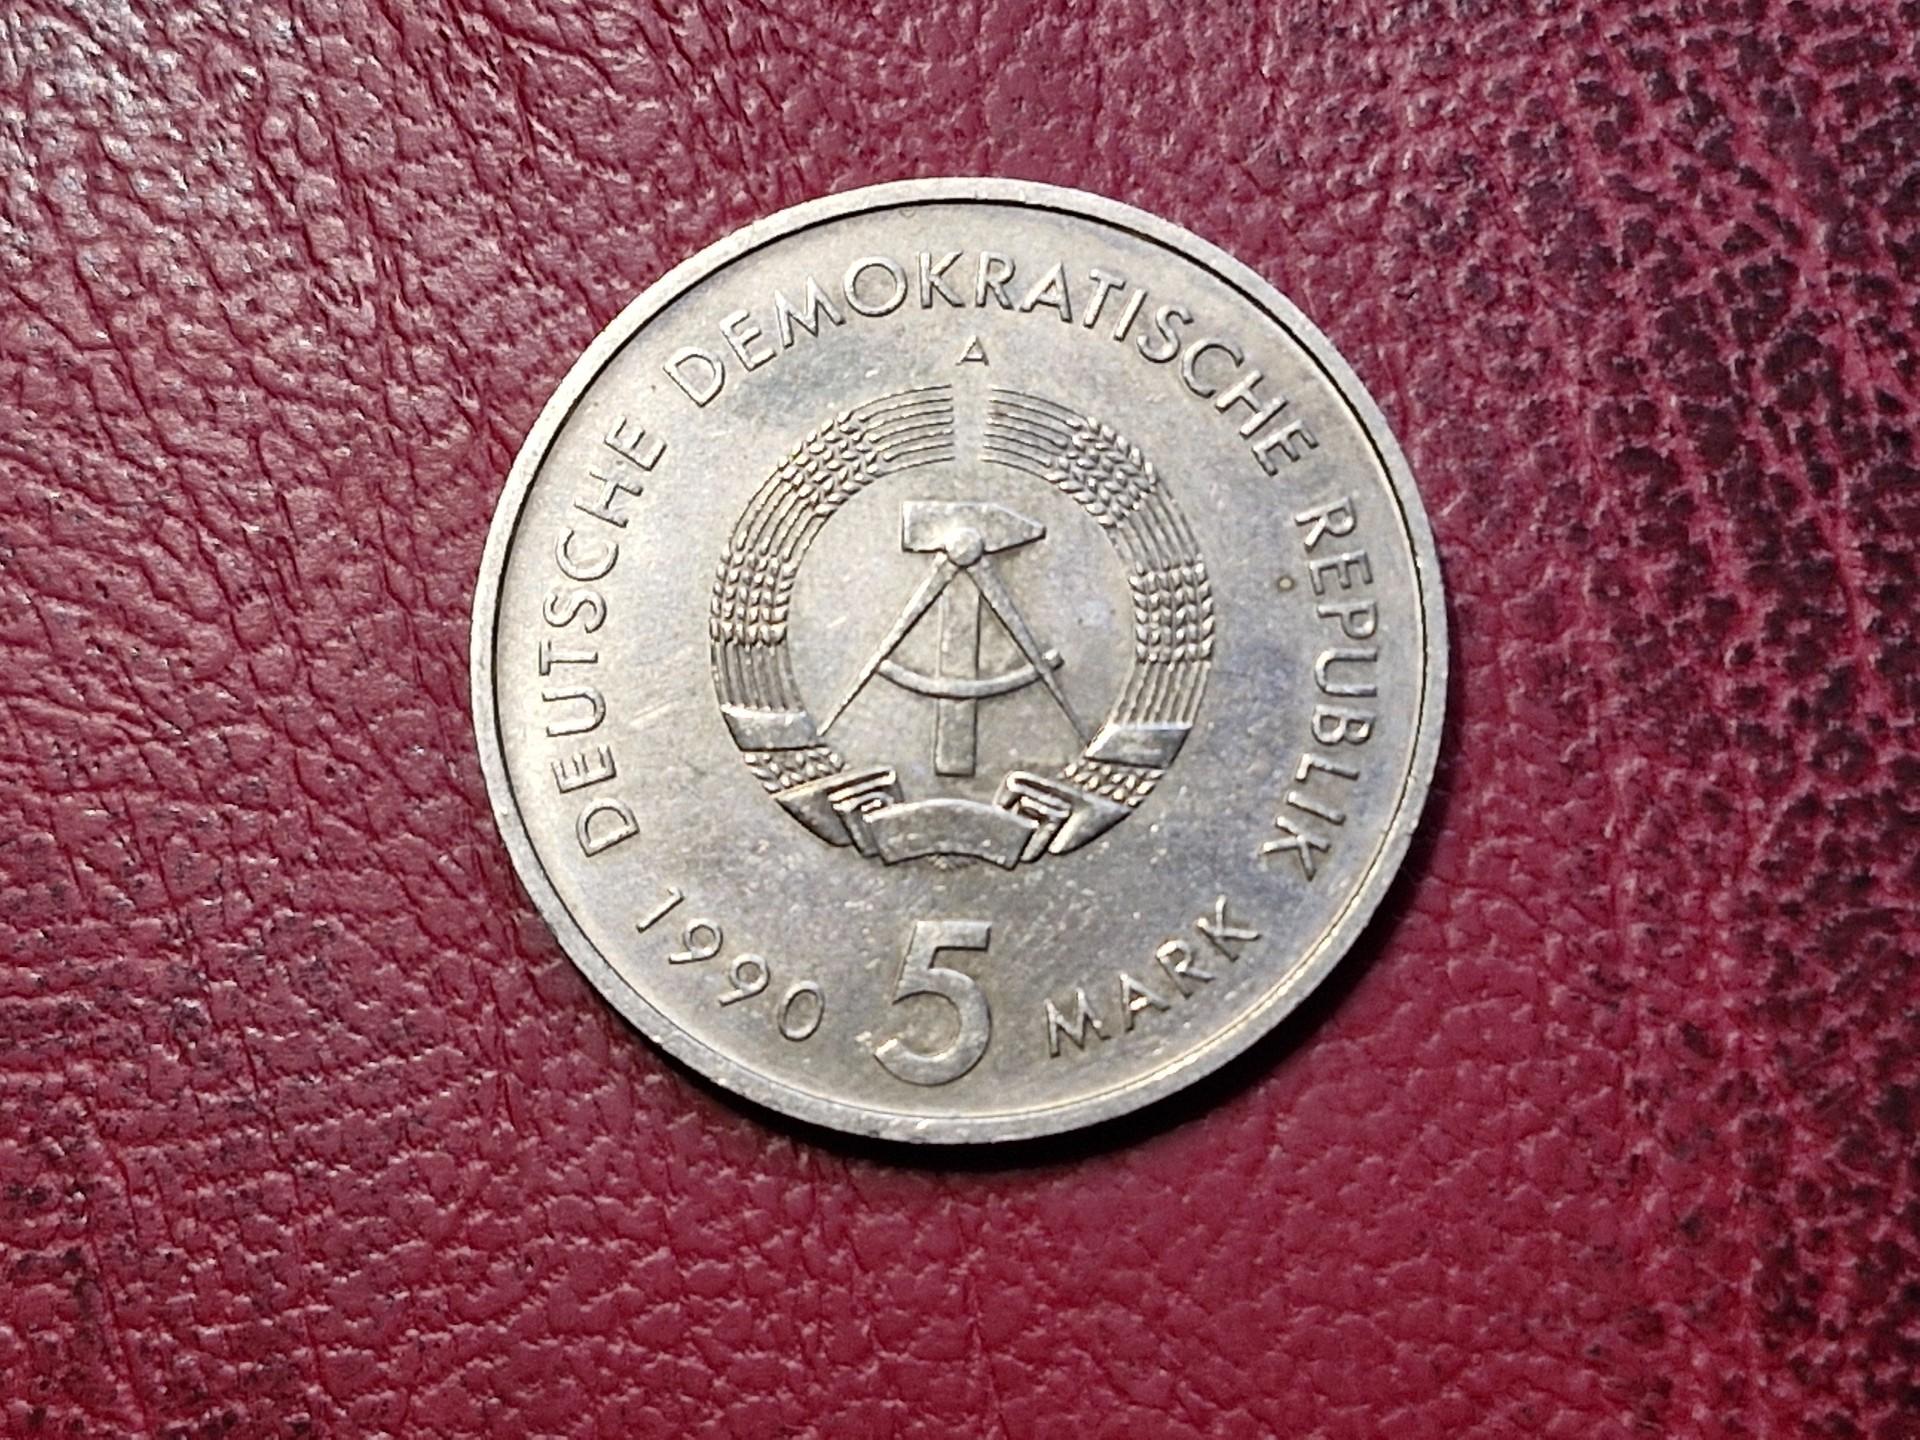 DEUTSCHE DEMOKRATISCHE REPUBLIK
A
1990 5 MARK